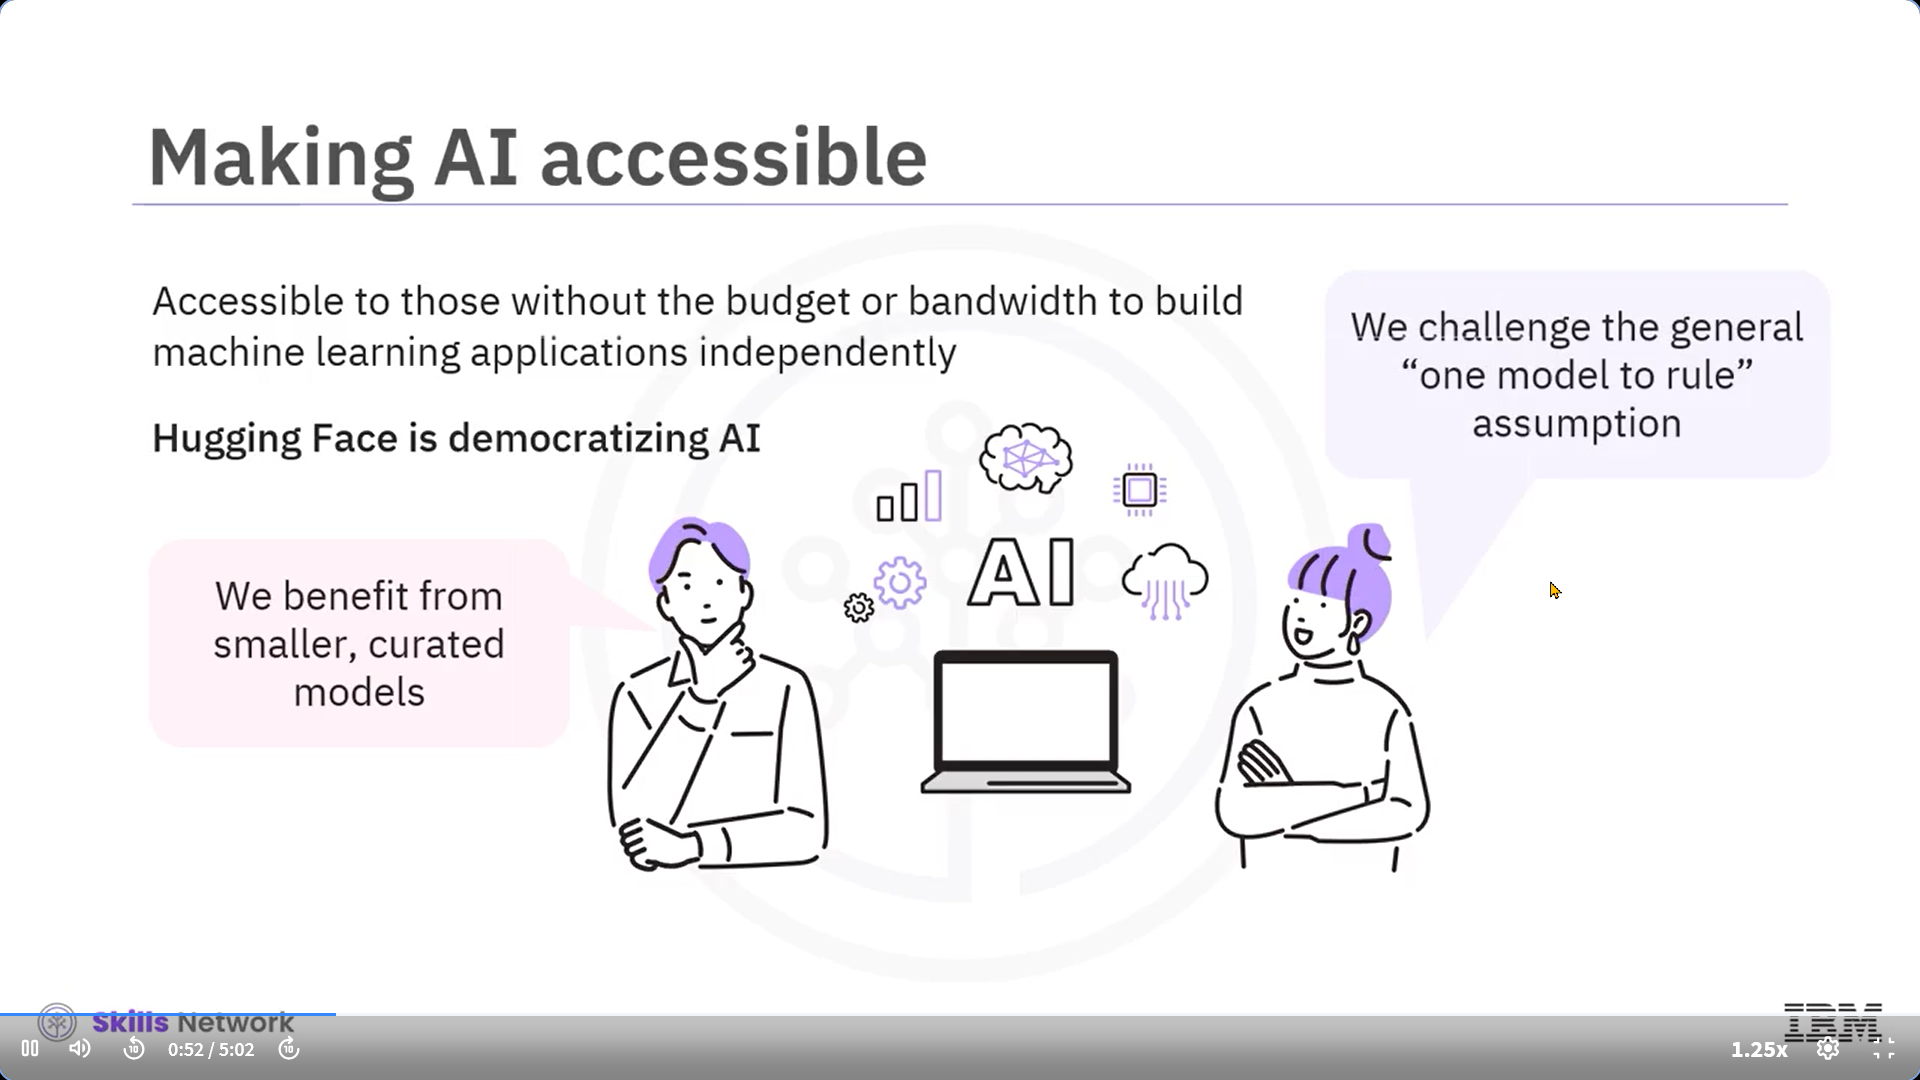 Making AI accessible
Accessible to those without the budget or bandwidth to build
machine learning applications independently
Hugging Face is democratizing AI
We challenge the general
“one model to rule”
assumption
We benefit from
smaller, curated
models
AI
Skills Network
IBM
10
0:52 / 5:02
10
1.25x